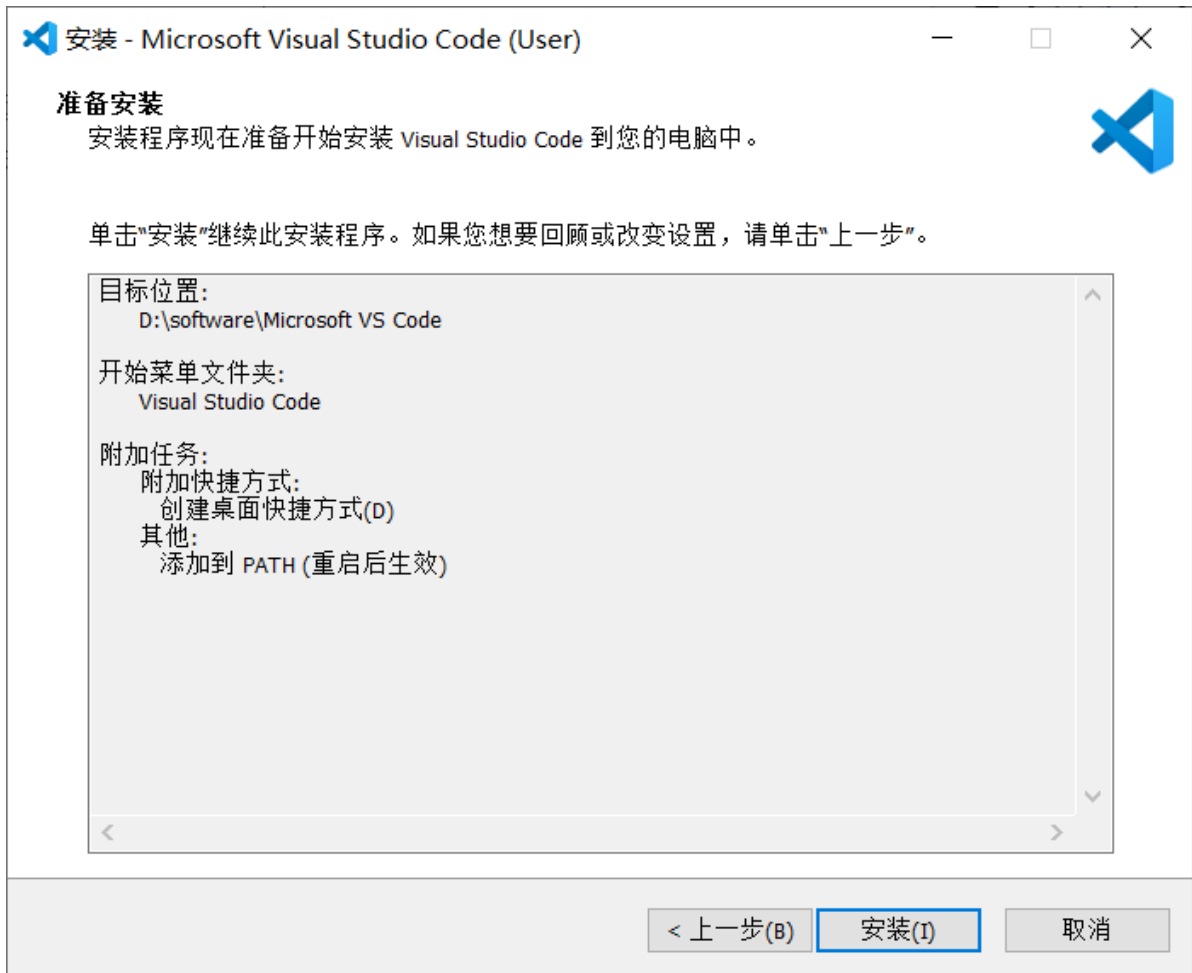 安装 - Microsoft Visual Studio Code (User)
准备安装
安装程序现在准备开始安装 Visual Studio Code 到您的电脑中。
单击“安装”继续此安装程序。如果您想要回顾或改变设置，请单击“上一步”。
目标位置:
D:\software\Microsoft VS Code
开始菜单文件夹:
Visual Studio Code
附加任务:
附加快捷方式:
创建桌面快捷方式(D)
其他:
添加到 PATH (重启后生效)
< 上一步(B)
安装(I)
取消